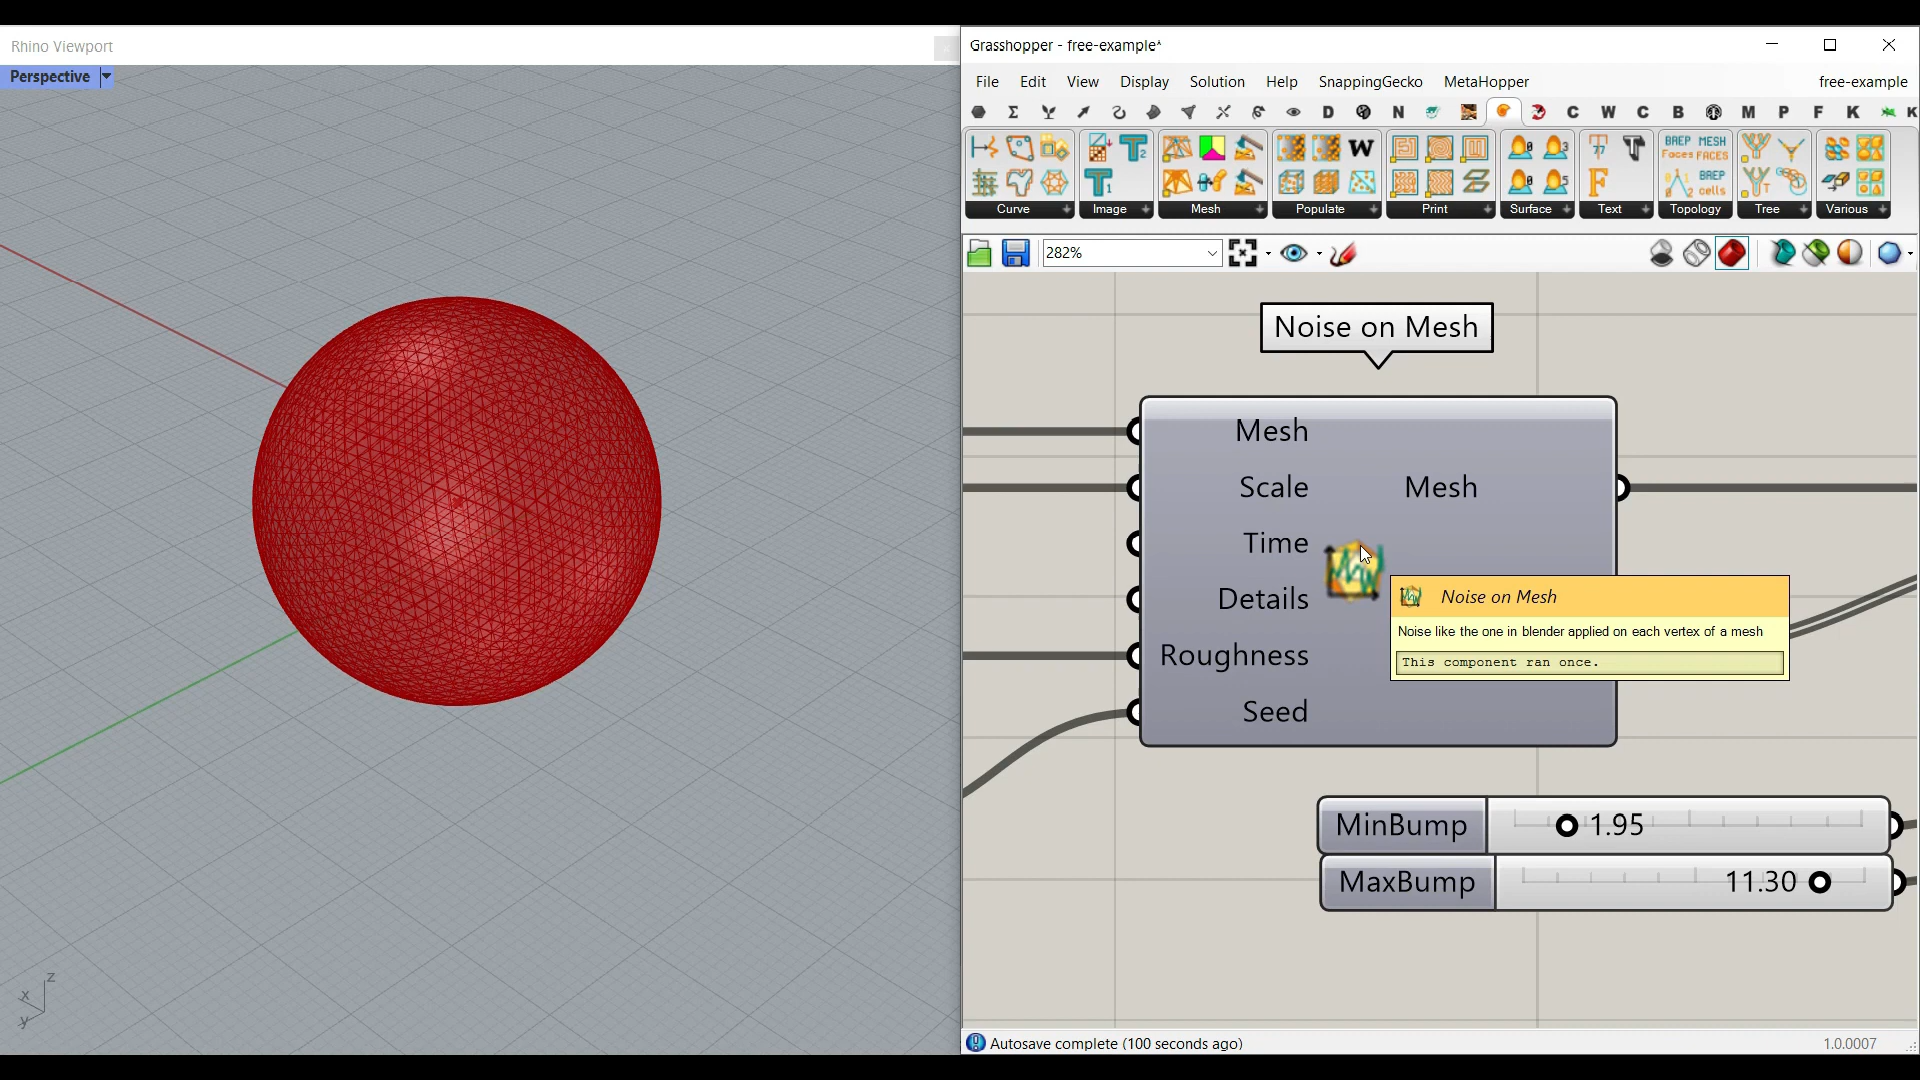 Rhino Viewport
Perspective
z
x
y
Grasshopper - free-example*
File Edit View Display Solution Help SnappingGecko MetaHopper free-example
D N C W C B M P F K K
Curve Image Mesh Populate Print Surface Text Topology Tree Various
282%
Noise on Mesh
Mesh
Scale
Time
Details
Roughness
Seed
Mesh
Noise on Mesh
Noise like the one in blender applied on each vertex of a mesh
This component ran once.
MinBump 1.95
MaxBump 11.30
Autosave complete (100 seconds ago)
1.0.0007